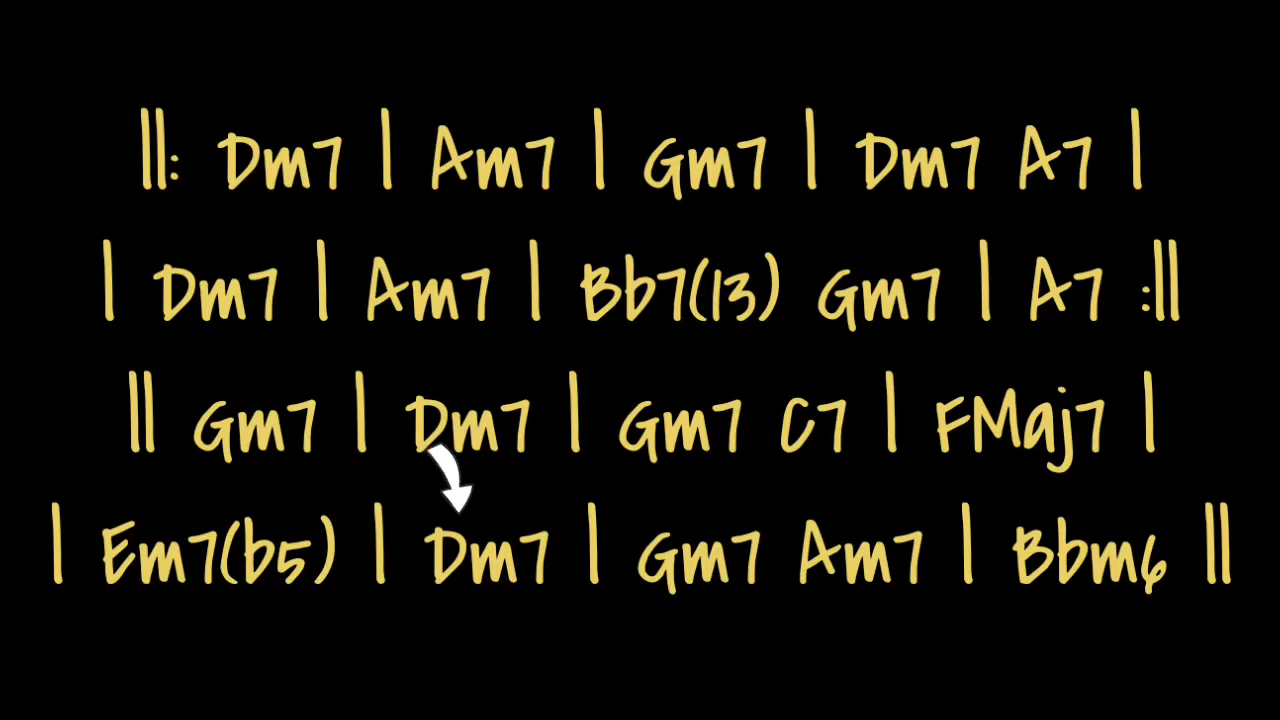 ||: Dm7 | Am7 | Gm7 | Dm7 A7 |
| Dm7 | Am7 | Bb7(13) Gm7 | A7 :||
|| Gm7 | Dm7 | Gm7 C7 | FMaj7 |
| Em7(b5) | Dm7 | Gm7 Am7 | Bbm6 ||